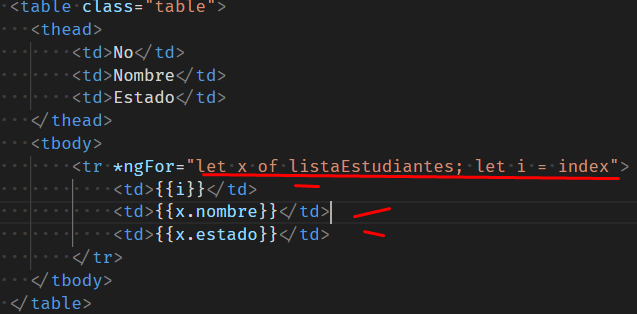 <table class="table">
<thead>
<td>No</td>
<td>Nombre</td>
<td>Estado</td>
</thead>
<tbody>
<tr *ngFor="let x of listaEstudiantes; let i = index">
<td>{{i}}</td>
<td>{{x.nombre}}</td>
<td>{{x.estado}}</td>
</tr>
</tbody>
</table>